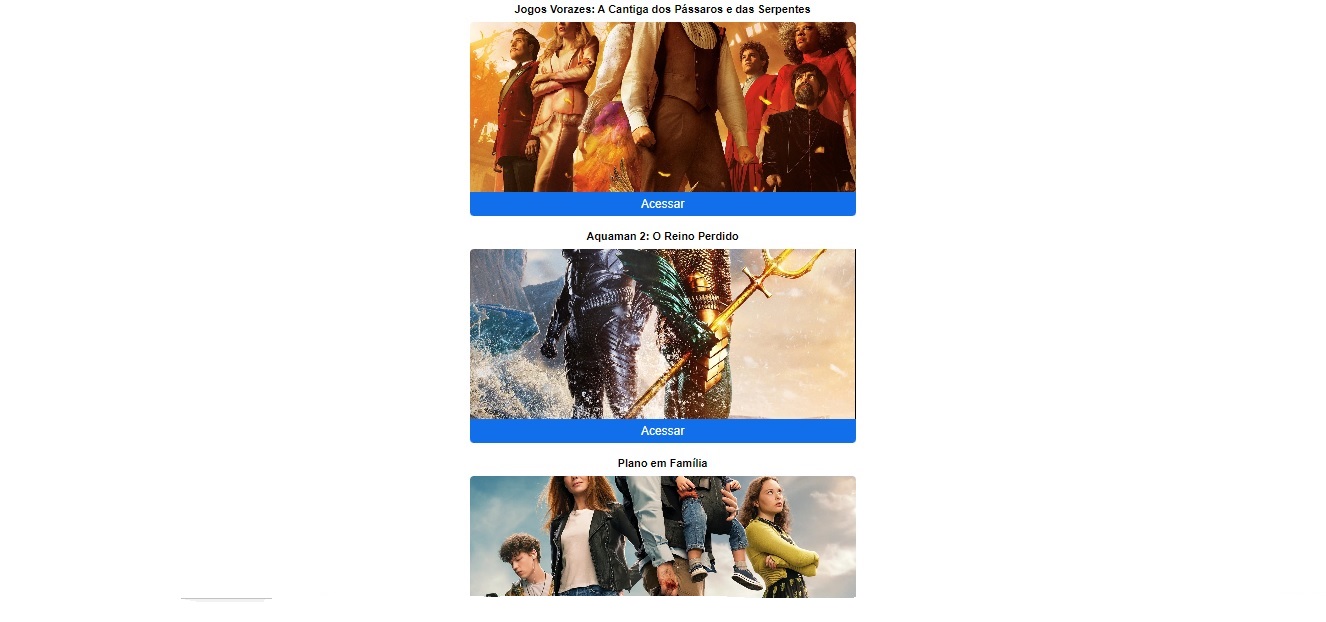 Jogos Vorazes: A Cantiga dos Pássaros e das Serpentes
Acessar
Aquaman 2: O Reino Perdido
Acessar
Plano em Família